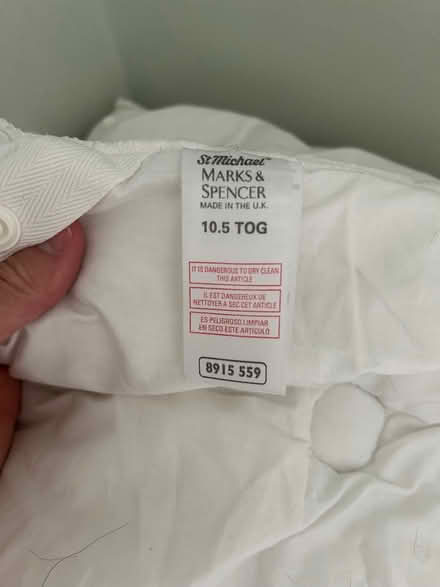 St Michael
MARKS &
SPENCER
MADE IN THE U.K.
10.5 TOG
IT IS DANGEROUS TO DRY CLEAN
THIS ARTICLE
IL EST DANGEREUX DE
NETTOYER A SEC CET ARTICLE
ES PELIGROSO LIMPIAR
EN SECO ESTE ARTICULO
8915 559